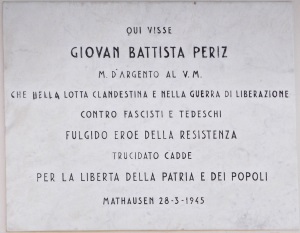 QUI VISSE
GIOVAN BATTISTA PERIZ
M. D'ARGENTO AL V. M.
CHE NELLA LOTTA CLANDESTINA E NELLA GUERRA DI LIBERAZIONE
CONTRO FASCISTI E TEDESCHI
FULGIDO EROE DELLA RESISTENZA
TRUCIDATO CADDE
PER LA LIBERTA DELLA PATRIA E DEI POPOLI
MATHAUSEN 28-3-1945